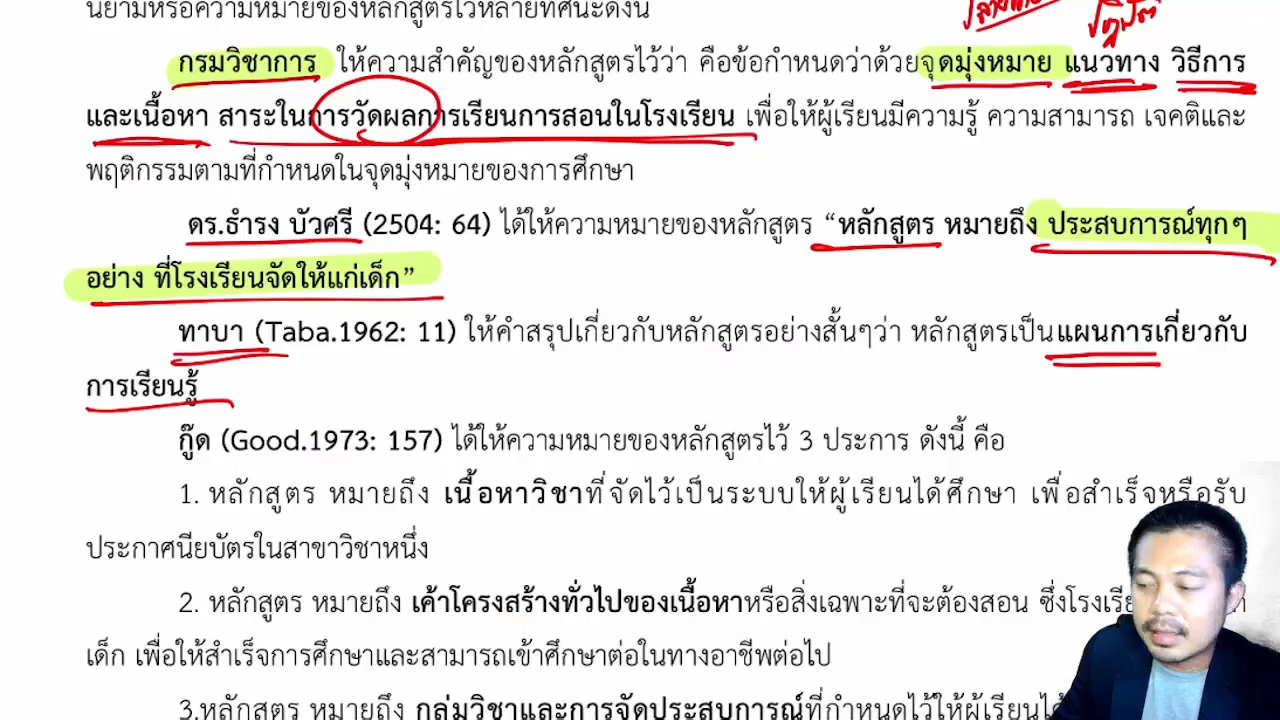 นิยามหรือความหมายของหลักสูตรไว้หลายทัศนะดังนี้
กรมวิชาการ ให้ความสำคัญของหลักสูตรไว้ว่า คือข้อกำหนดว่าด้วยจุดมุ่งหมาย แนวทาง วิธีการ
และเนื้อหา สาระในการวัดผลการเรียนการสอนในโรงเรียน เพื่อให้ผู้เรียนมีความรู้ ความสามารถ เจคติและ
พฤติกรรมตามที่กำหนดในจุดมุ่งหมายของการศึกษา
ดร.ธำรง บัวศรี (2504: 64) ได้ให้ความหมายของหลักสูตร “หลักสูตร หมายถึง ประสบการณ์ทุกๆ
อย่าง ที่โรงเรียนจัดให้แก่เด็ก”
ทาบา (Taba.1962: 11) ให้คำสรุปเกี่ยวกับหลักสูตรอย่างสั้นๆว่า หลักสูตรเป็นแผนการเกี่ยวกับ
การเรียนรู้
กู๊ด (Good.1973: 157) ได้ให้ความหมายของหลักสูตรไว้ 3 ประการ ดังนี้ คือ
1. หลักสูตร หมายถึง เนื้อหาวิชาที่จัดไว้เป็นระบบให้ผู้เรียนได้ศึกษา เพื่อสำเร็จหรือรับ
ประกาศนียบัตรในสาขาวิชาหนึ่ง
2. หลักสูตร หมายถึง เค้าโครงสร้างทั่วไปของเนื้อหาหรือสิ่งเฉพาะที่จะต้องสอน ซึ่งโรงเรีย
เด็ก เพื่อให้สำเร็จการศึกษาและสามารถเข้าศึกษาต่อในทางอาชีพต่อไป
3.หลักสูตร หมายถึง กลุ่มวิชาและการจัดประสบการณ์ที่กำหนดไว้ให้ผู้เรียนได้